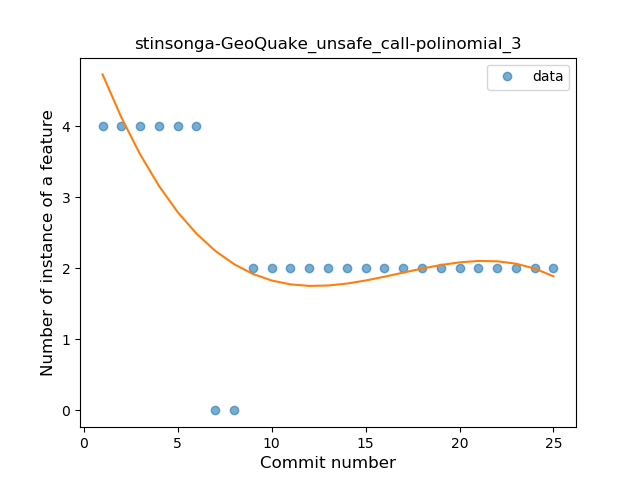 stinsonga-GeoQuake_unsafe_call-polinomial_3
data
Number of instance of a feature
4
3
2
1
0
0 5 10 15 20 25
Commit number